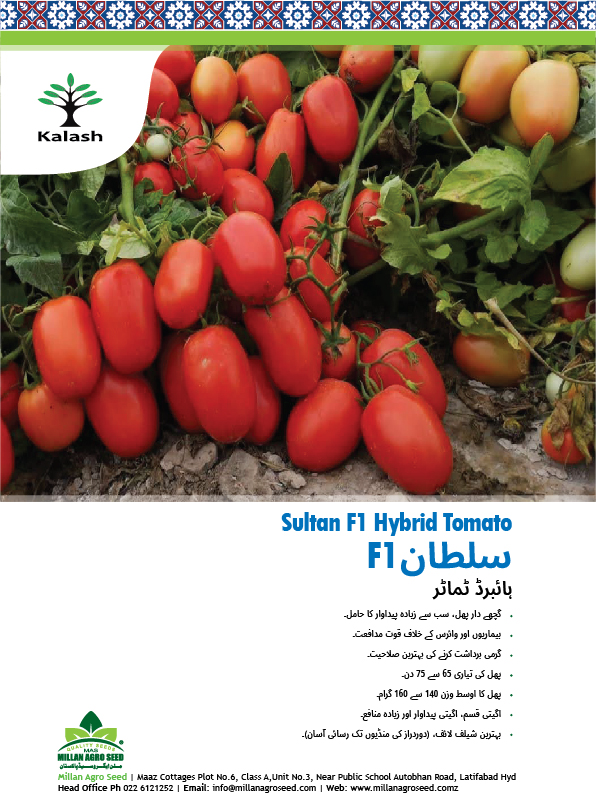 Kalash
Sultan F1 Hybrid Tomato
سلطان F1
ہائبرڈ ٹماٹر
• گچھے دار پھل، سب سے زیادہ پیداوار کا حامل۔
• بیماریوں اور وائرس کے خلاف قوت مدافعت۔
• گرمی برداشت کرنے کی بہترین صلاحیت۔
• پھل کی تیاری 65 سے 75 دن۔
• پھل کا اوسط وزن 140 سے 160 گرام۔
• اگیتی قسم، اگیتی پیداوار اور زیادہ منافع۔
• بہترین شیلف لائف، (دوردراز کی منڈیوں تک رسائی آسان)۔
QUALITY SEEDS
MAS
MILLAN AGRO SEED
ملن ایگروسیڈ پاکستان
Millan Agro Seed | Maaz Cottages Plot No.6, Class A,Unit No.3, Near Public School Autobhan Road, Latifabad Hyd
Head Office Ph 022 6121252 | Email: info@millanagroseed.com | Web: www.millanagroseed.comz